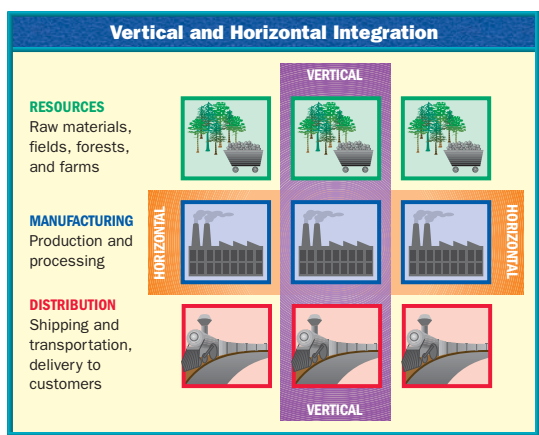 Vertical and Horizontal Integration
VERTICAL
RESOURCES
Raw materials,
fields, forests,
and farms
MANUFACTURING
Production and
processing
HORIZONTAL
HORIZONTAL
DISTRIBUTION
Shipping and
transportation,
delivery to
customers
VERTICAL